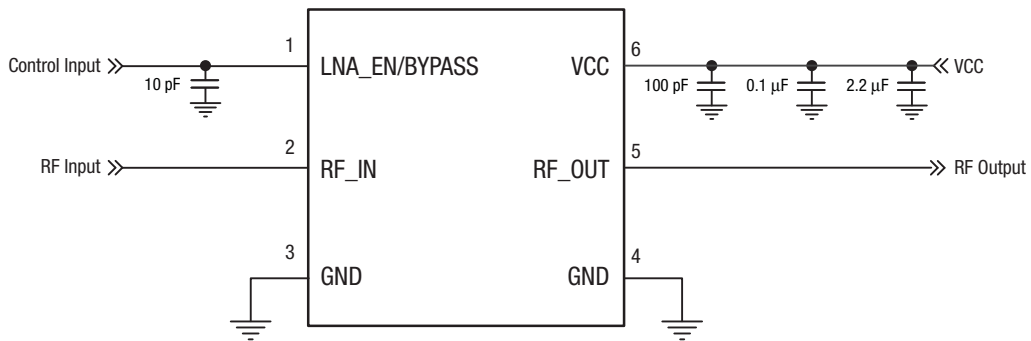 1
6
Control Input
LNA_EN/BYPASS
VCC
VCC
10 pF
100 pF
0.1 μF
2.2 μF
2
5
RF Input
RF_IN
RF_OUT
RF Output
3
4
GND
GND